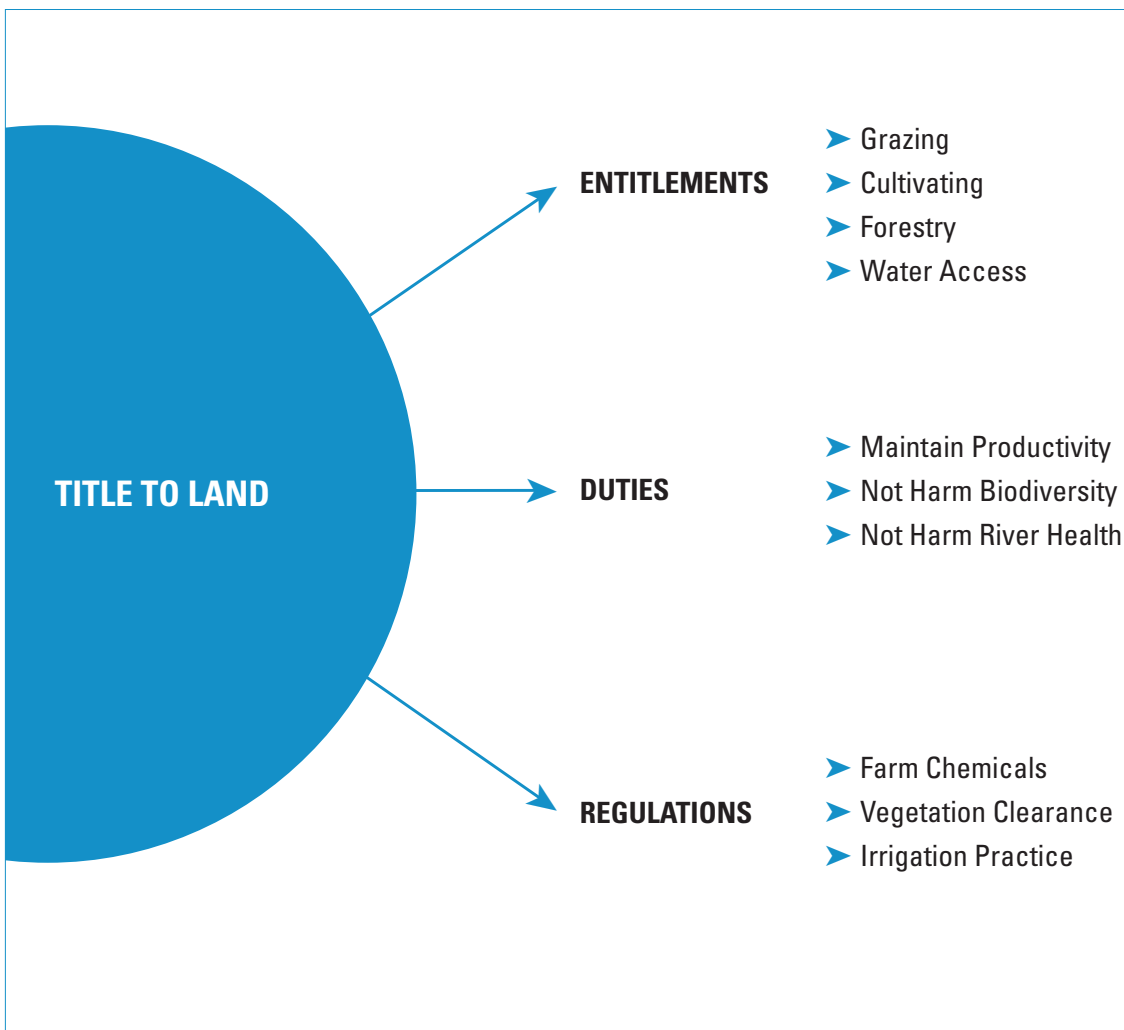 TITLE TO LAND
ENTITLEMENTS
Grazing
Cultivating
Forestry
Water Access
DUTIES
Maintain Productivity
Not Harm Biodiversity
Not Harm River Health
REGULATIONS
Farm Chemicals
Vegetation Clearance
Irrigation Practice